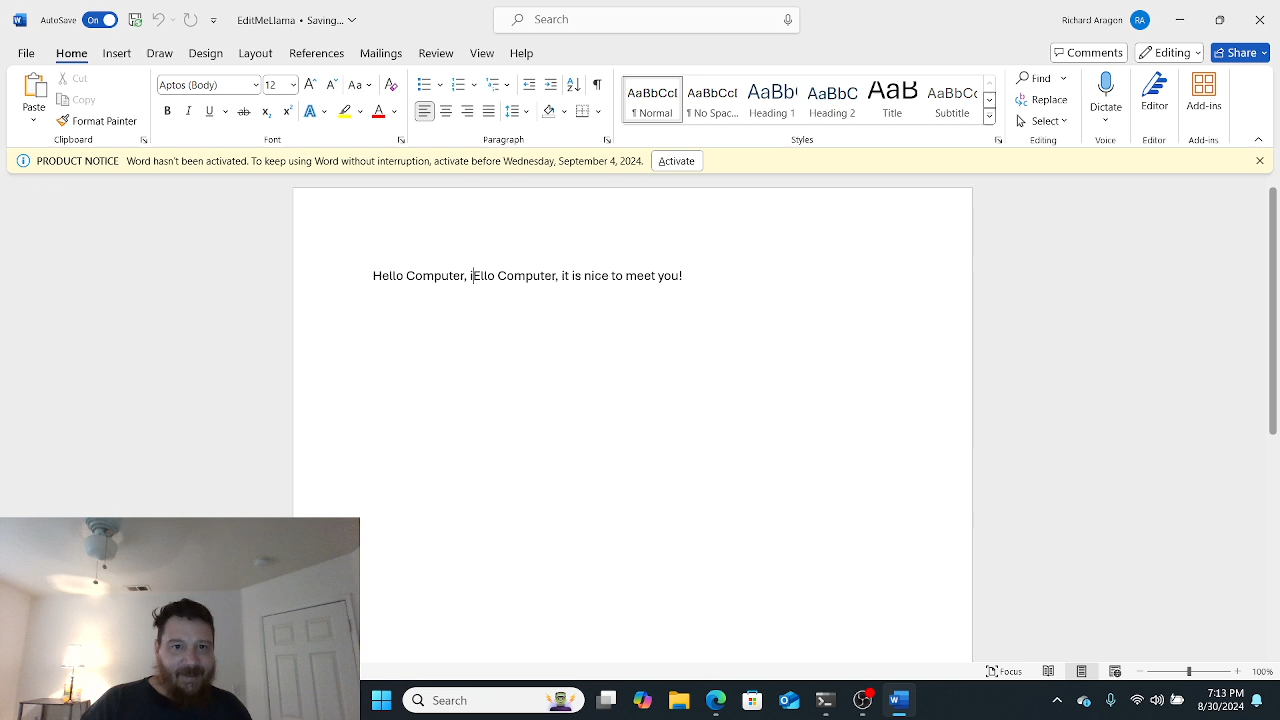 AutoSave On EditMeLlama • Saving... Search Richard Aragon RA
File Home Insert Draw Design Layout References Mailings Review View Help Comments Editing Share
Paste Cut Copy Format Painter
Aptos (Body) 12 A A Aa A
B I U ab x₂ x² A A
AaBbCcI AaBbCcI AaBb AaBbC AaB AaBbCc
¶ Normal ¶ No Spac... Heading 1 Heading 2 Title Subtitle
Find Replace Select
Dictate Editor Add-ins
Clipboard Font Paragraph Styles Editing Voice Editor Add-ins
PRODUCT NOTICE Word hasn't been activated. To keep using Word without interruption, activate before Wednesday, September 4, 2024. Activate
Hello Computer, iEllo Computer, it is nice to meet you!
Focus 100%
Search 7:13 PM
8/30/2024